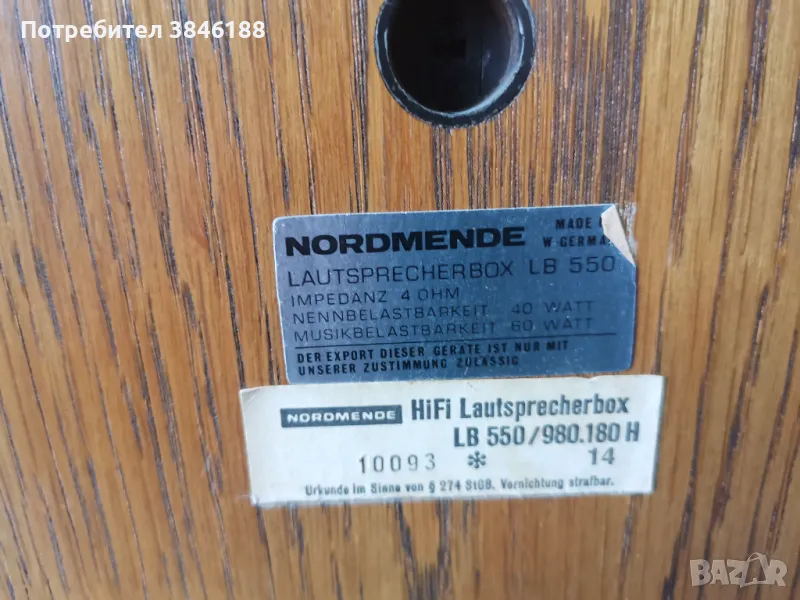 Потребител 3846188
NORDMENDE
MADE
W-GERMA
LAUTSPRECHERBOX LB 550
IMPEDANZ 4 OHM
NENNBELASTBARKEIT 40 WATT
MUSIKBELASTBARKEIT 60 WATT
DER EXPORT DIESER GERÄTE IST NUR MIT
UNSERER ZUSTIMMUNG ZULÄSSIG
NORDMENDE HiFi Lautsprecherbox
LB 550/980.180 H
10093 * 14
Urkunde im Sinne von § 274 StGB. Vernichtung strafbar.
BAZAR